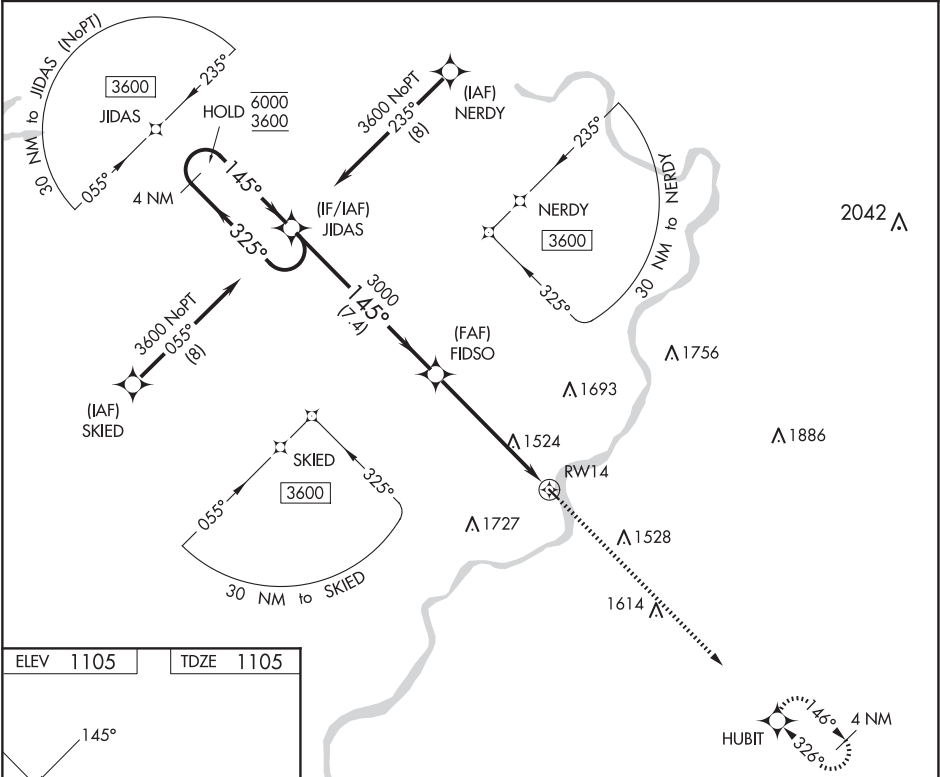 30 NM to JIDAS (NoPT)
235°
3600
JIDAS
055°
HOLD
6000
3600
4 NM
145°
325°
(IF/IAF)
JIDAS
3600 NoPT
235°
(8)
(IAF)
NERDY
235°
NERDY
3600
325°
30 NM to NERDY
2042
3600 NoPT
055°
(8)
(IAF)
SKIED
3000
145°
(7.4)
(FAF)
FIDSO
1756
1693
1524
1886
RW14
SKIED
3600
055°
325°
30 NM to SKIED
1727
1528
1614
ELEV 1105
TDZE 1105
145°
HUBIT
146°
326°
4 NM